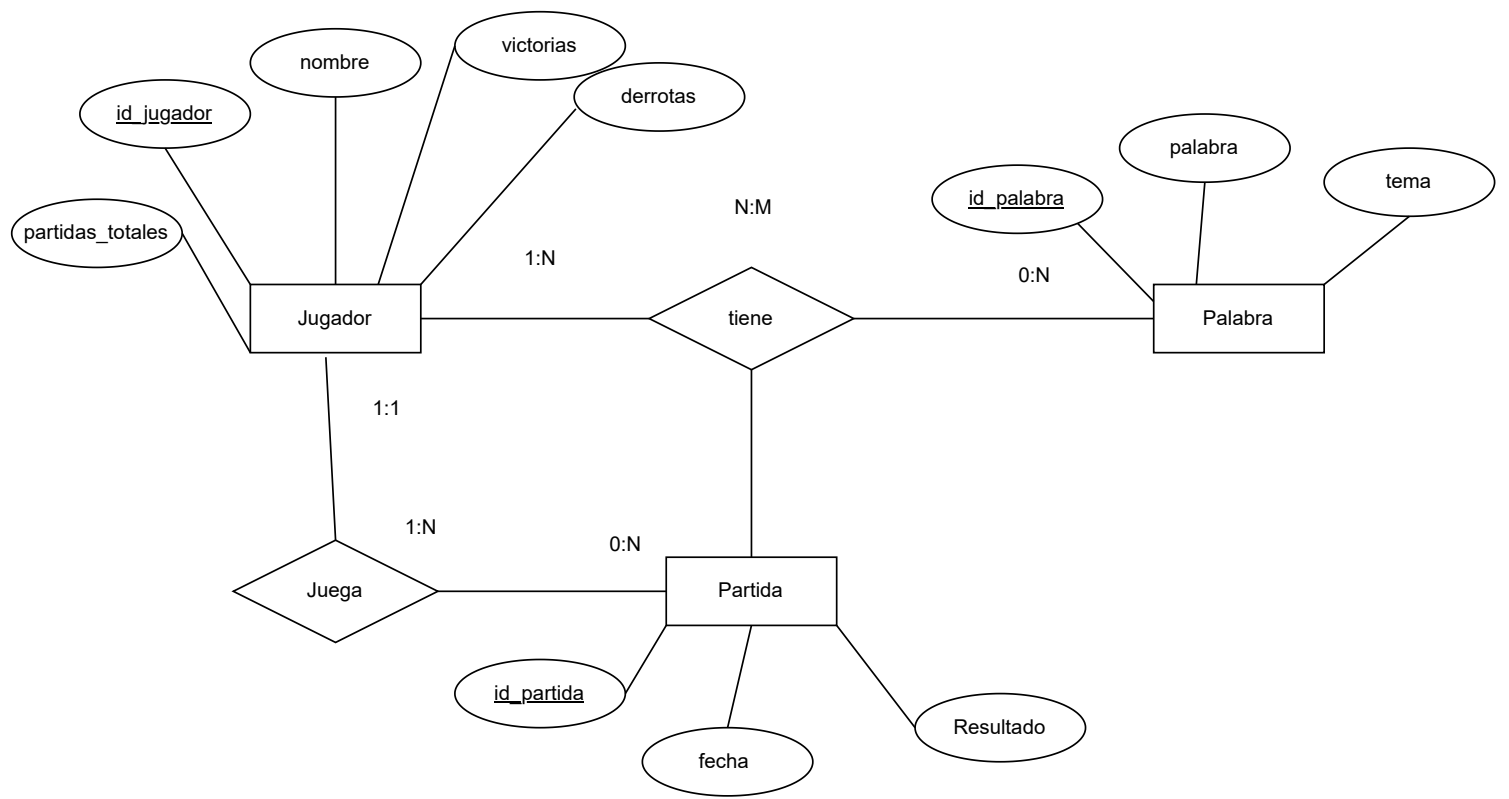 victorias
nombre
derrotas
id_jugador
palabra
tema
id_palabra
N:M
partidas_totales
1:N
0:N
Jugador
tiene
Palabra
1:1
1:N
0:N
Juega
Partida
id_partida
Resultado
fecha